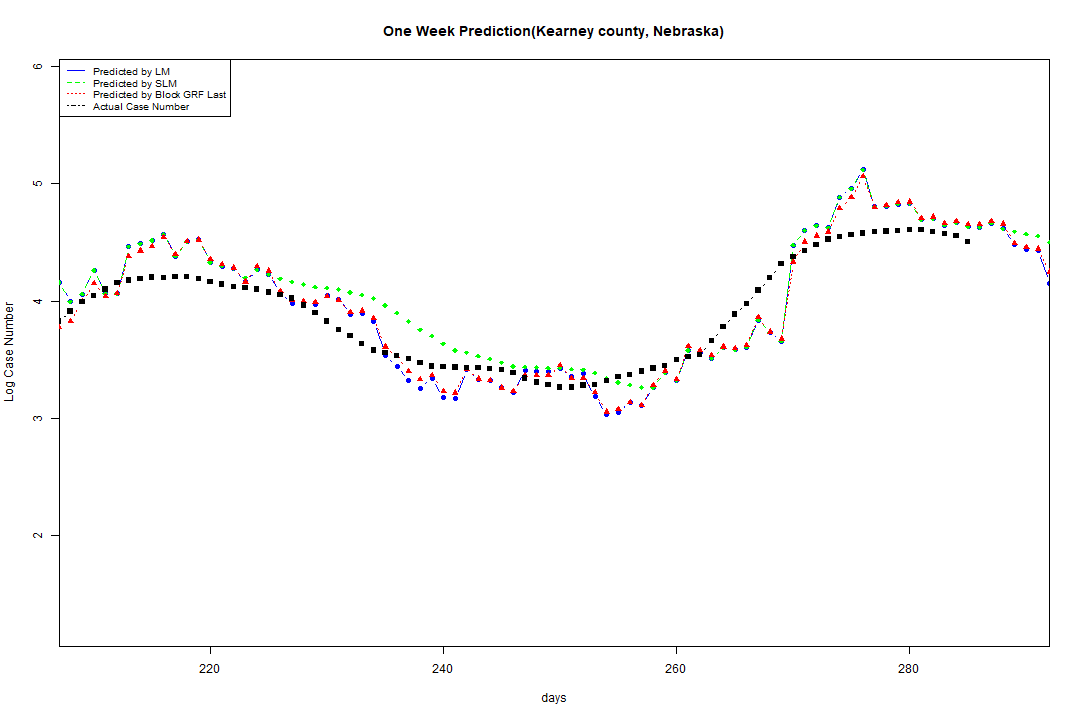 One Week Prediction(Kearney county, Nebraska)
Predicted by LM
Predicted by SLM
Predicted by Block GRF Last
Actual Case Number
6
5
4
3
2
Log Case Number
220 240 260 280
days